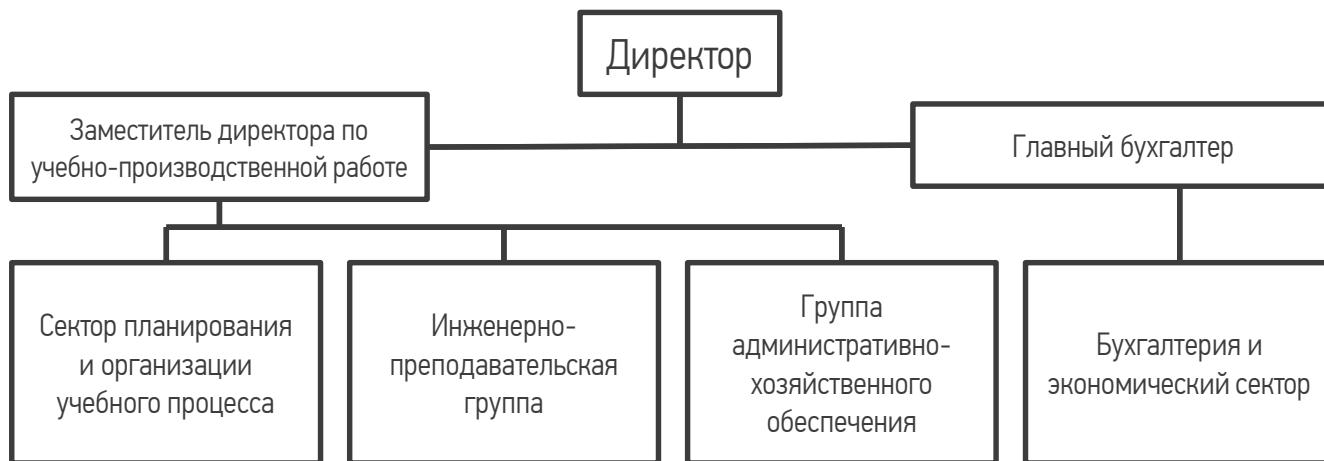 Директор
Заместитель директора по
учебно-производственной работе
Главный бухгалтер
Сектор планирования
и организации
учебного процесса
Инженерно-
преподавательская
группа
Группа
административно-
хозяйственного
обеспечения
Бухгалтерия и
экономический сектор